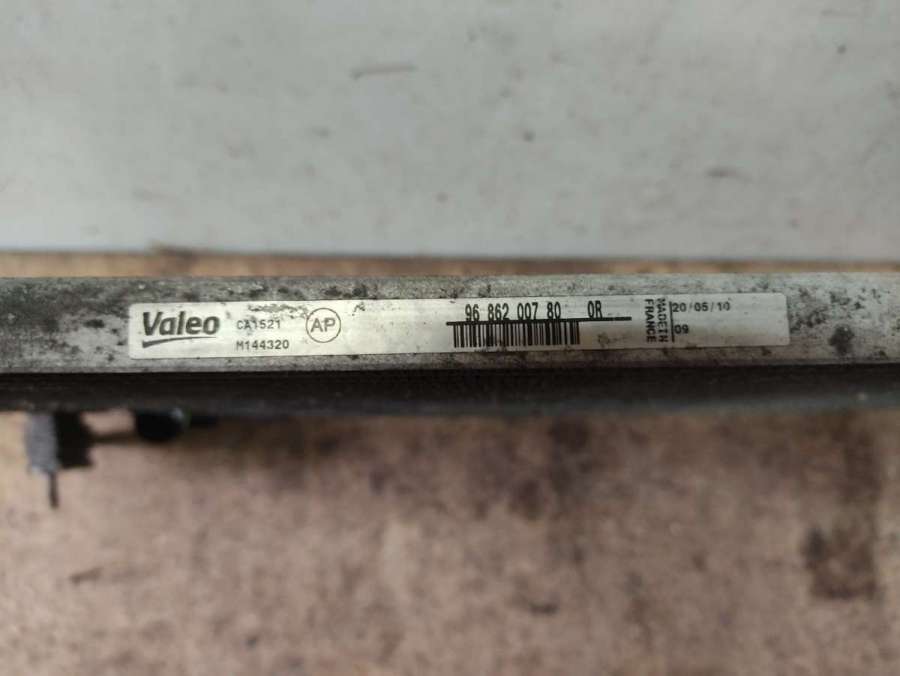 Valeo
CA1521
M144320
AP
96 862 007 80 0R
MADE IN
FRANCE
20/05/10
09